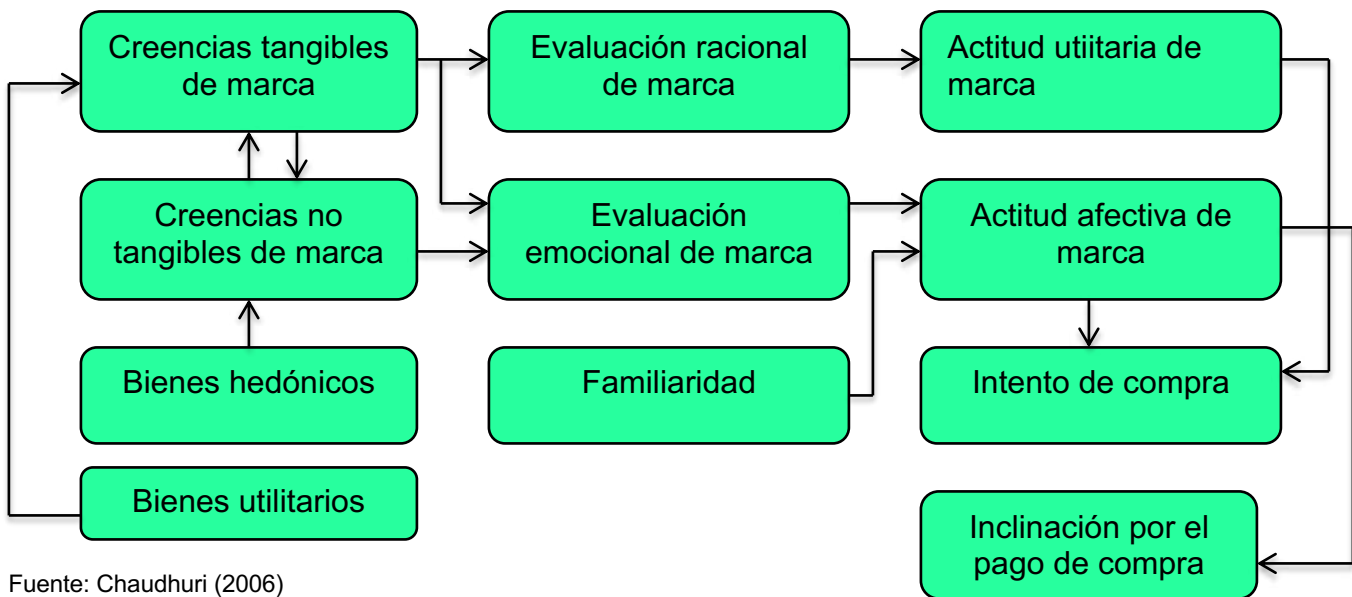 Creencias tangibles
de marca
Evaluación racional
de marca
Actitud utiitaria de
marca
Creencias no
tangibles de marca
Evaluación
emocional de marca
Actitud afectiva de
marca
Bienes hedónicos
Familiaridad
Intento de compra
Bienes utilitarios
Inclinación por el
pago de compra
Fuente: Chaudhuri (2006)